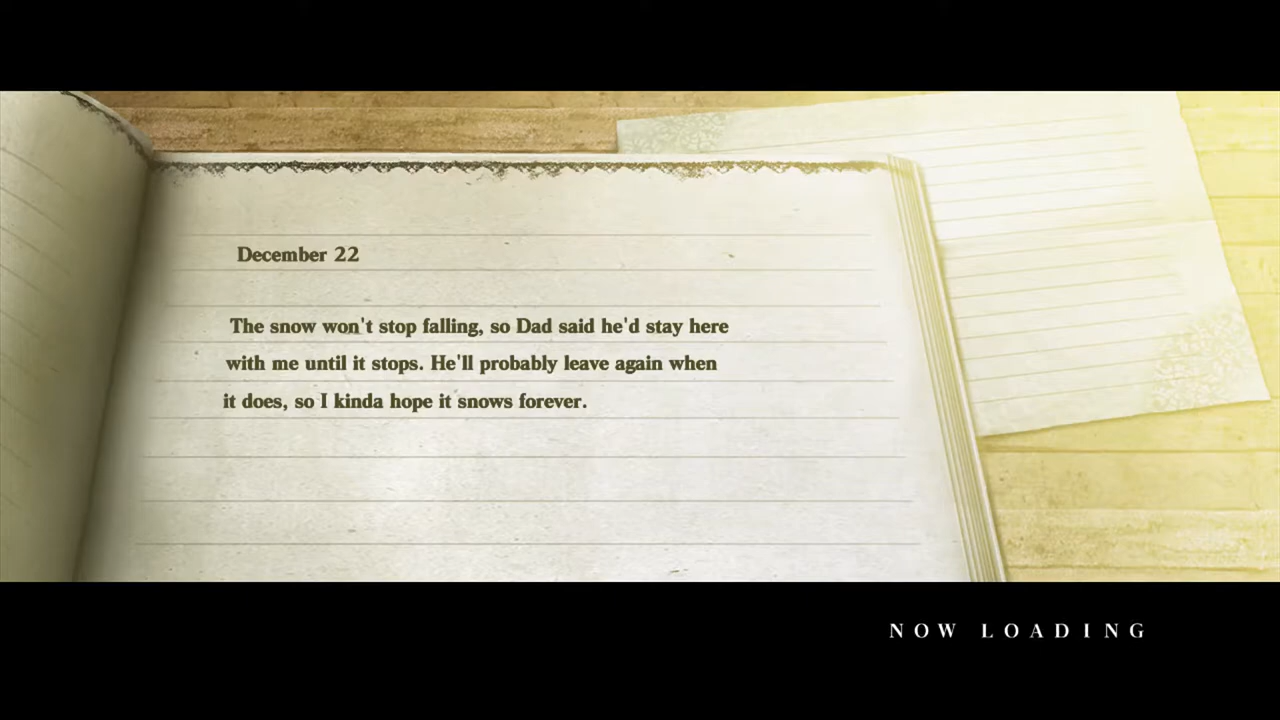 December 22
The snow won't stop falling, so Dad said he'd stay here
with me until it stops. He'll probably leave again when
it does, so I kinda hope it snows forever.
NOW LOADING